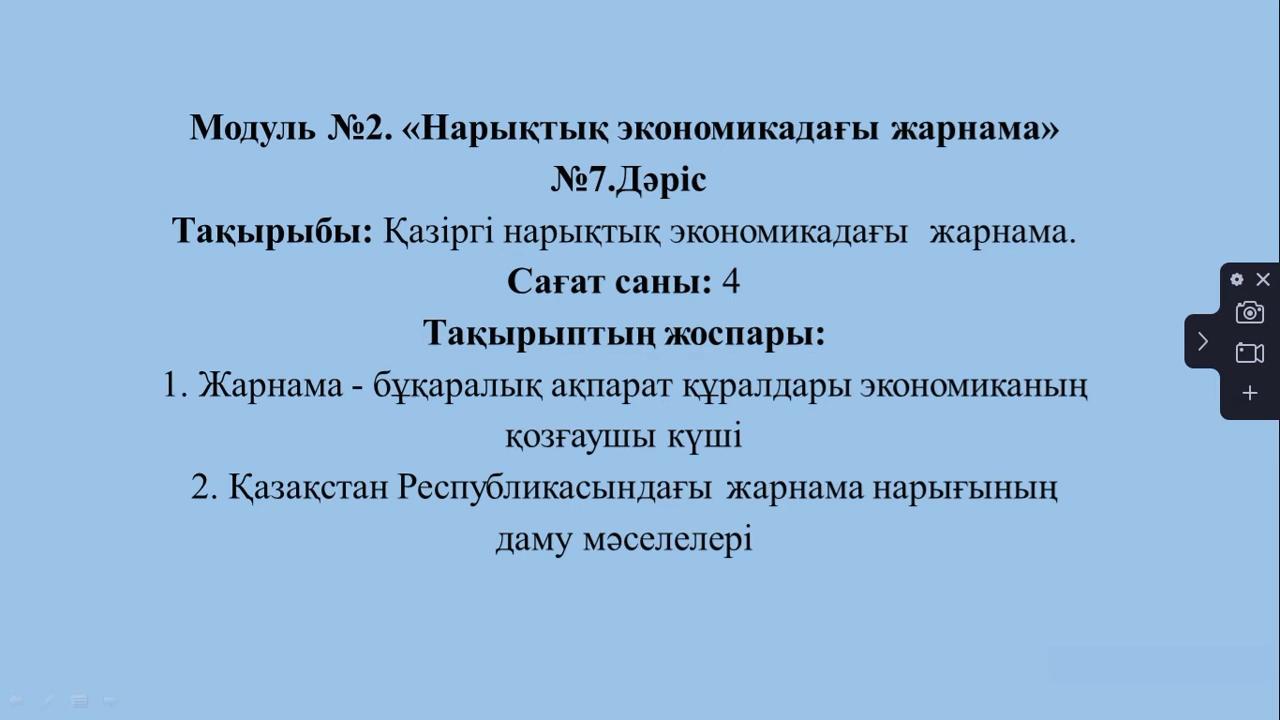 Модуль №2. «Нарықтық экономикадағы жарнама»
№7.Дәріс
Тақырыбы: Қазіргі нарықтық экономикадағы жарнама.
Сағат саны: 4
Тақырыптың жоспары:
1. Жарнама - бұқаралық ақпарат құралдары экономиканың
қозғаушы күші
2. Қазақстан Республикасындағы жарнама нарығының
даму мәселелері